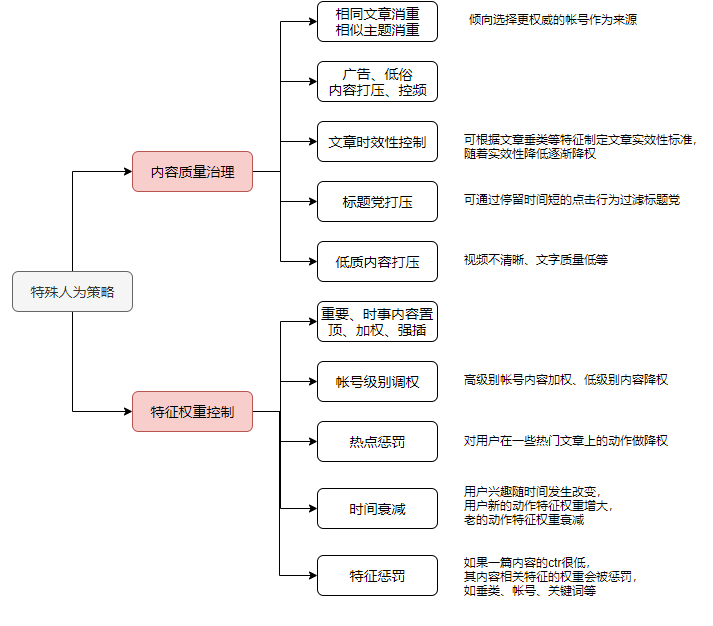 相同文章消重
相似主题消重
倾向选择更权威的帐号作为来源
广告、低俗
内容打压、控频
文章时效性控制
可根据文章垂类等特征制定文章实效性标准，
随着实效性降低逐渐降权
内容质量治理
标题党打压
可通过停留时间短的点击行为过滤标题党
低质内容打压
视频不清晰、文字质量低等
特殊人为策略
重要、时事内容置
顶、加权、强插
帐号级别调权
高级别帐号内容加权、低级别内容降权
特征权重控制
热点惩罚
对用户在一些热门文章上的动作做降权
时间衰减
用户兴趣随时间发生改变，
用户新的动作特征权重增大，
老的动作特征权重衰减
特征惩罚
如果一篇内容的ctr很低，
其内容相关特征的权重会被惩罚，
如垂类、帐号、关键词等